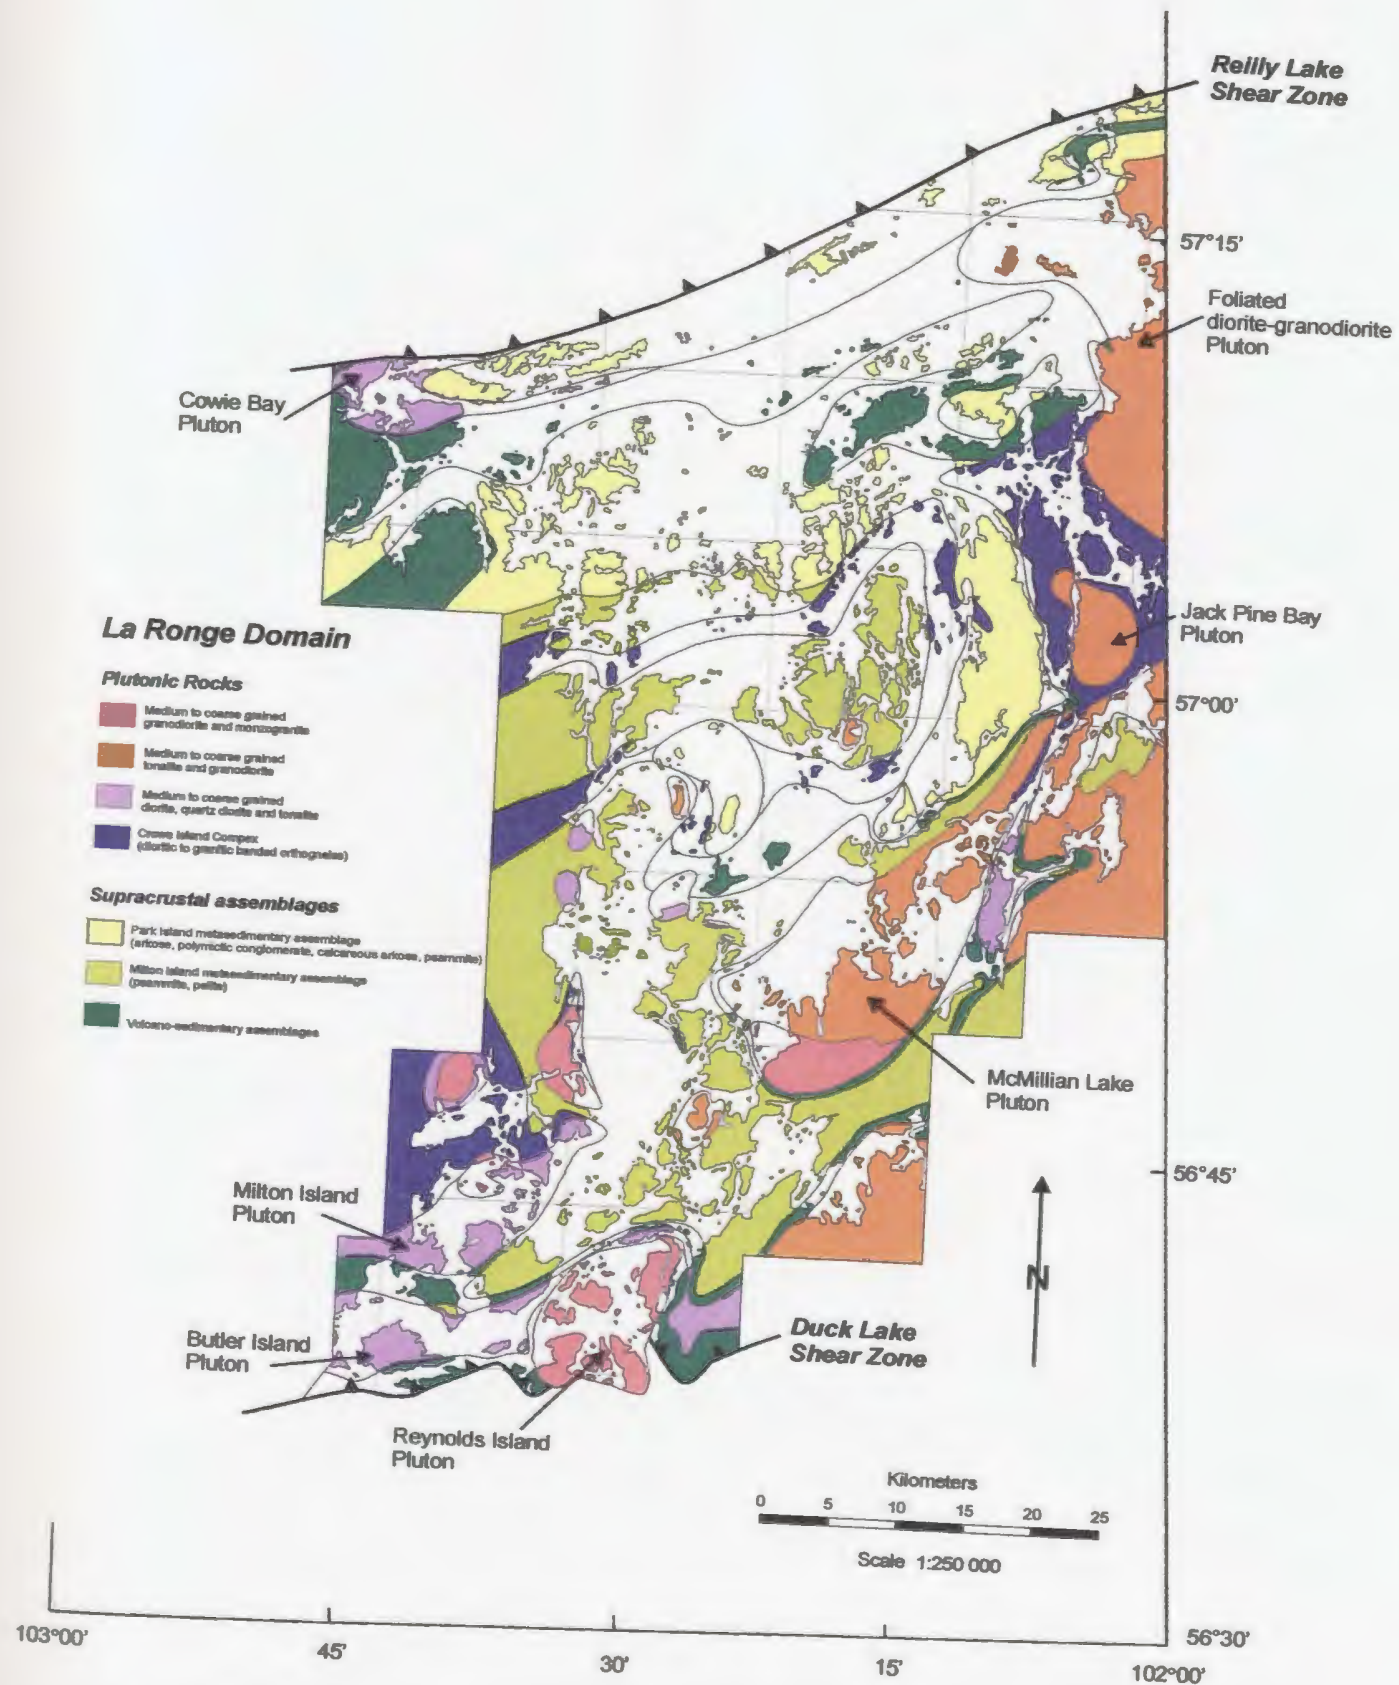 Reilly Lake
Shear Zone
57°15'
Foliated
diorite-granodiorite
Pluton
Cowie Bay
Pluton
Jack Pine Bay
Pluton
57°00'
La Ronge Domain
Plutonic Rocks
Medium to coarse grained
granodiorite and monzogranite
Medium to coarse grained
tonalite and granodiorite
Medium to coarse grained
diorite, quartz diorite and tonalite
Crowe Island Compex
(dioritic to granitic banded orthogneiss)
Supracrustal assemblages
Park Island metasedimentary assemblage
(arkose, polymictic conglomerate, calcareous arkose, psammite)
Milton Island metasedimentary assemblage
(psammite, pelite)
Volcano-sedimentary assemblages
McMillian Lake
Pluton
56°45'
Milton Island
Pluton
N
Butler Island
Pluton
Duck Lake
Shear Zone
Reynolds Island
Pluton
Kilometers
0 5 10 15 20 25
Scale 1:250 000
103°00' 45' 30' 15' 102°00'
56°30'